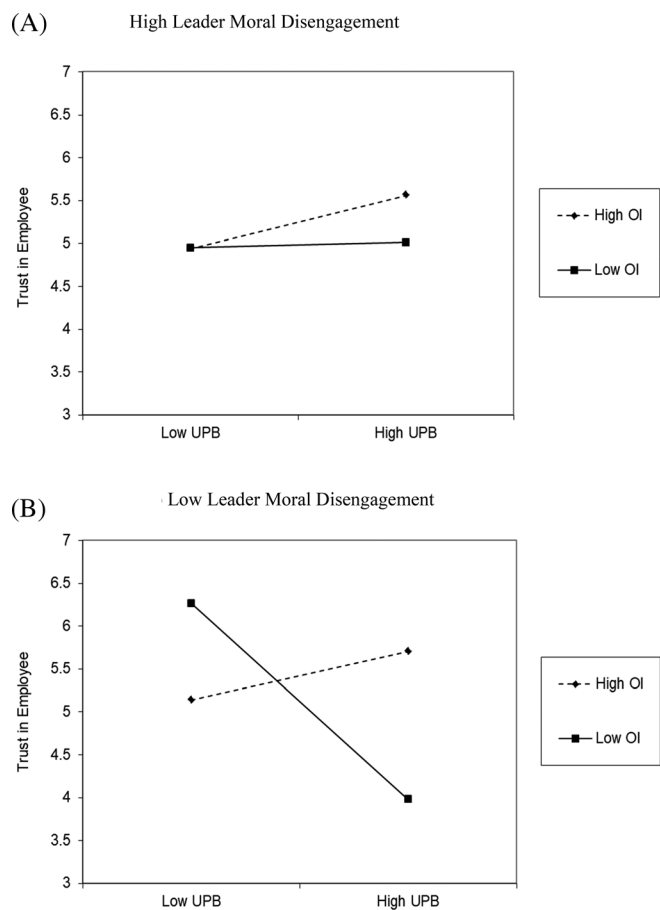 (A)
High Leader Moral Disengagement
7
6.5
6
5.5
5
4.5
4
3.5
3
Trust in Employee
Low UPB High UPB
High OI
Low OI
(B)
Low Leader Moral Disengagement
7
6.5
6
5.5
5
4.5
4
3.5
3
Trust in Employee
Low UPB High UPB
High OI
Low OI